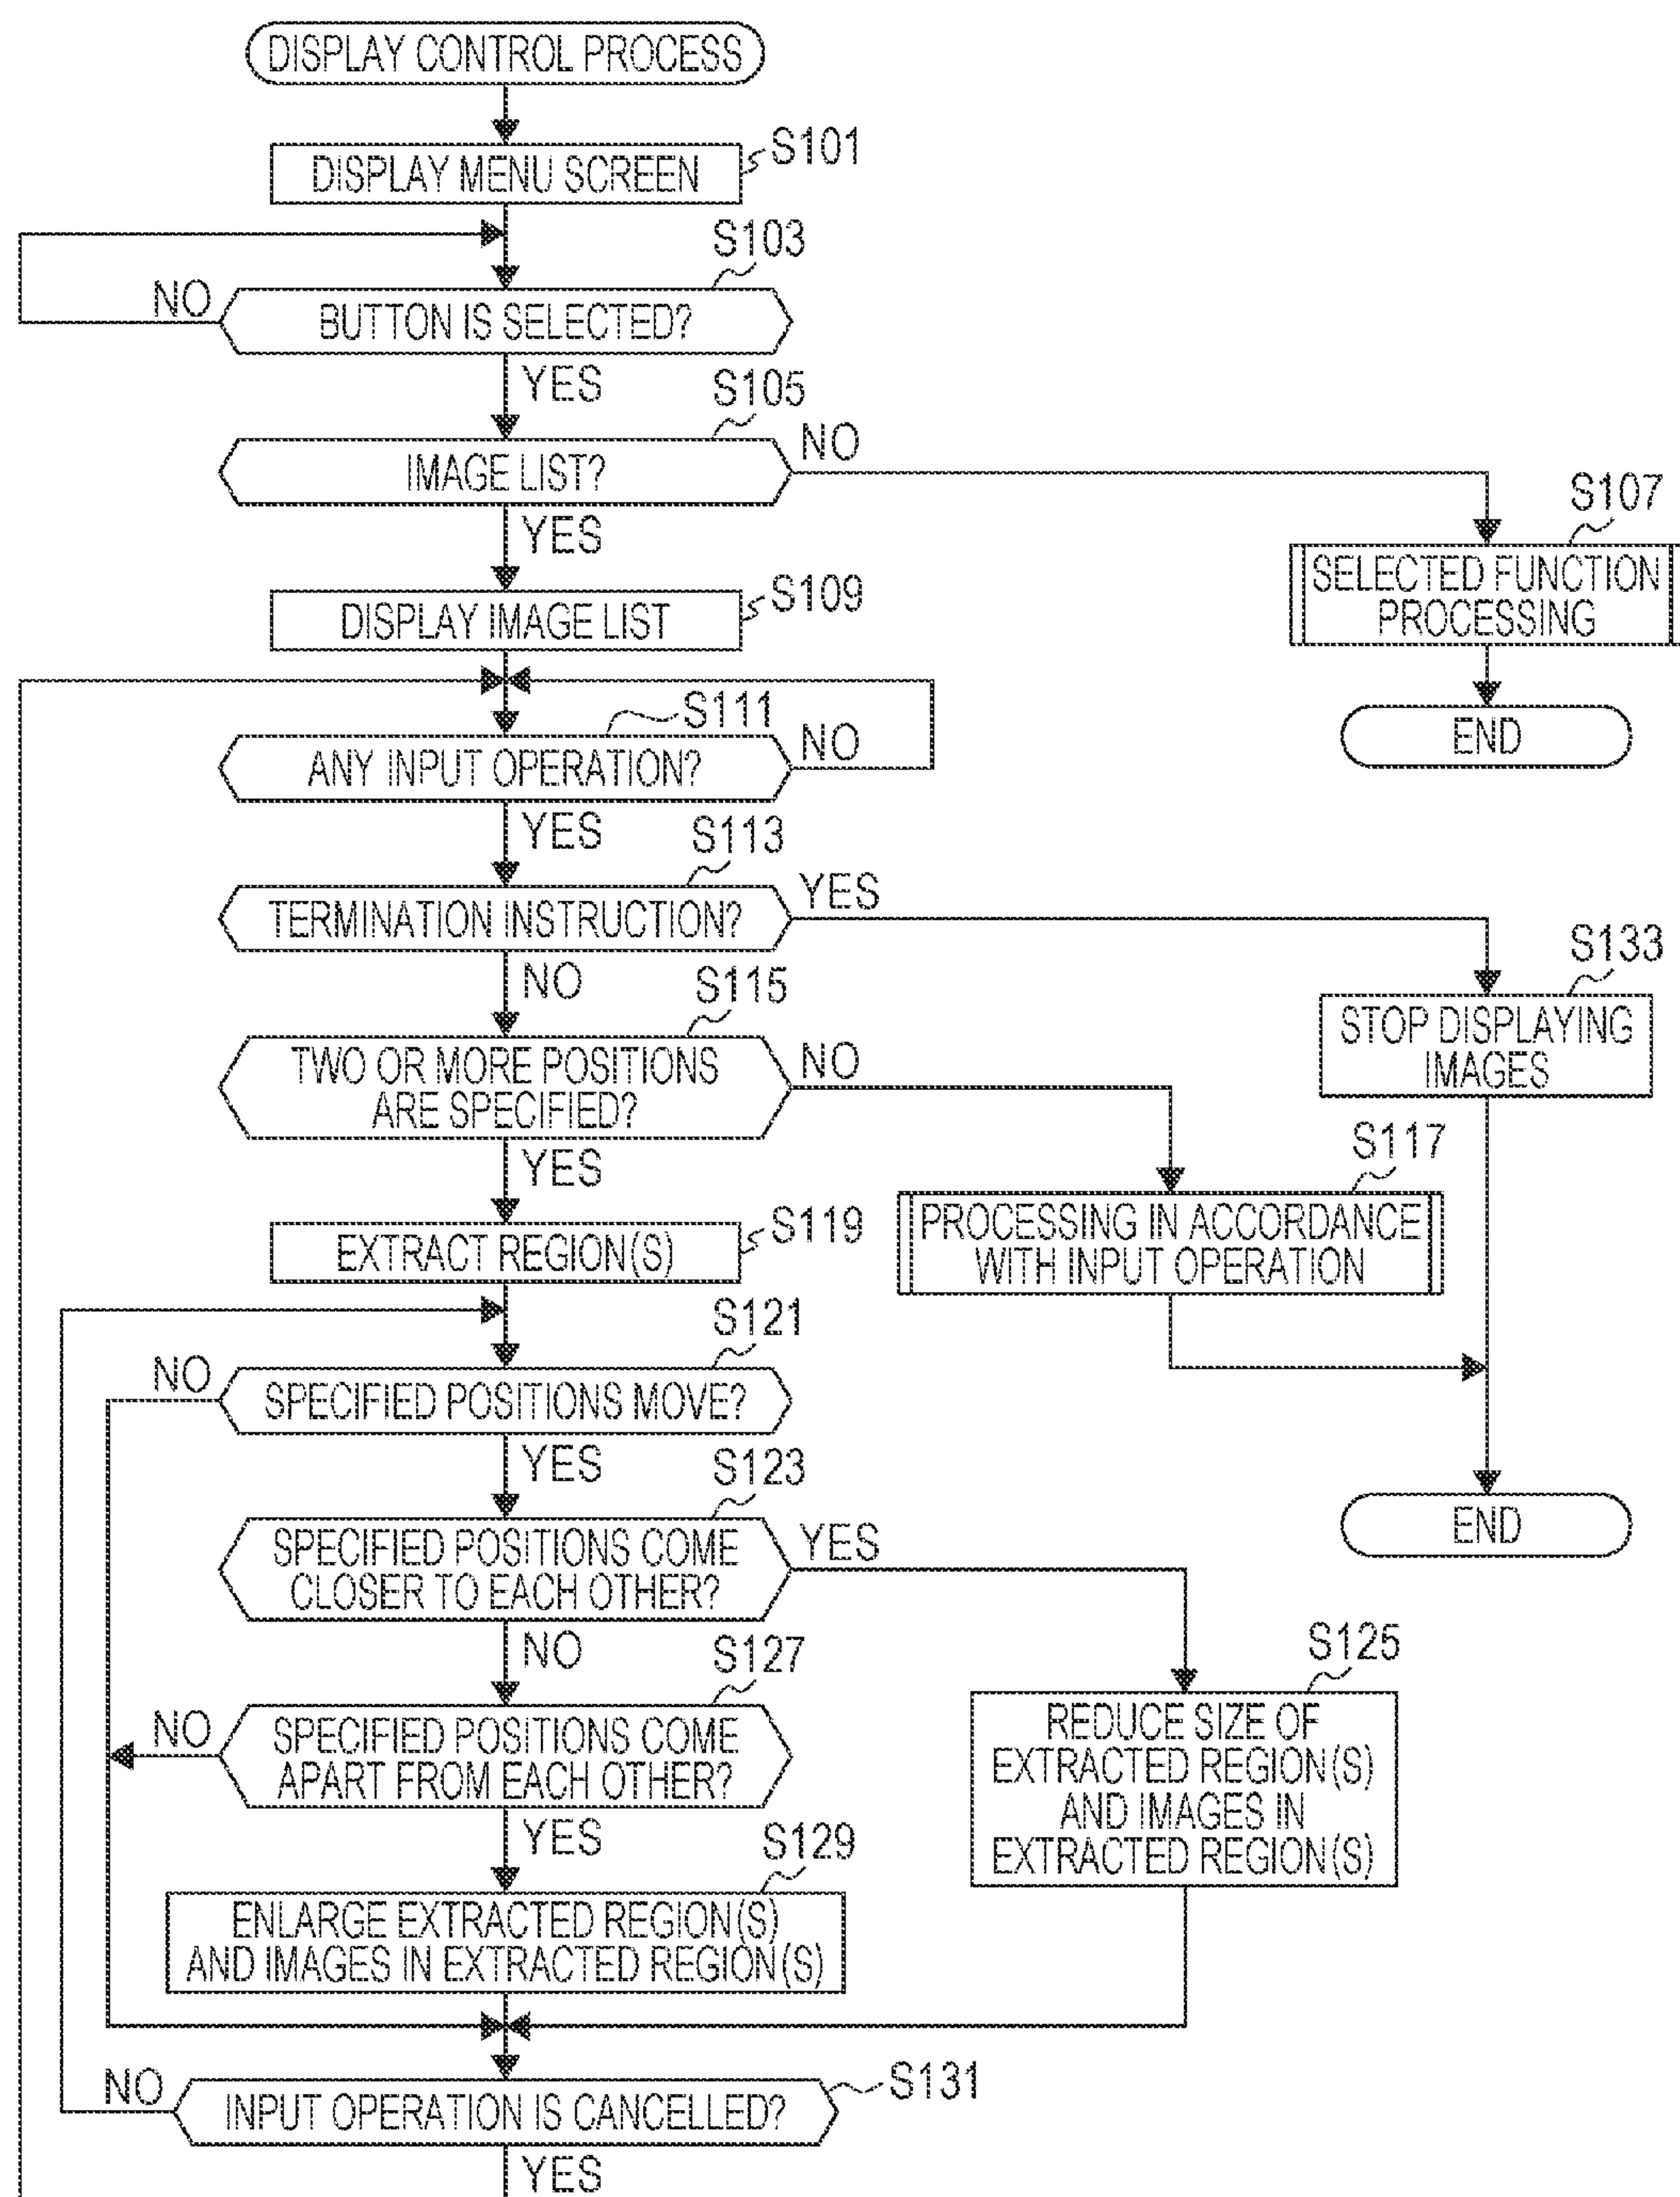 DISPLAY CONTROL PROCESS
S101
DISPLAY MENU SCREEN
S103
NO
BUTTON IS SELECTED?
YES
S105
NO
IMAGE LIST?
YES
S107
SELECTED FUNCTION
PROCESSING
S109
DISPLAY IMAGE LIST
END
S111
NO
ANY INPUT OPERATION?
YES
S113
YES
TERMINATION INSTRUCTION?
NO
S133
STOP DISPLAYING
IMAGES
S115
NO
TWO OR MORE POSITIONS
ARE SPECIFIED?
YES
S117
PROCESSING IN ACCORDANCE
WITH INPUT OPERATION
S119
EXTRACT REGION(S)
S121
NO
SPECIFIED POSITIONS MOVE?
YES
S123
YES
SPECIFIED POSITIONS COME
CLOSER TO EACH OTHER?
NO
END
S125
REDUCE SIZE OF
EXTRACTED REGION(S)
AND IMAGES IN
EXTRACTED REGION(S)
S127
NO
SPECIFIED POSITIONS COME
APART FROM EACH OTHER?
YES
S129
ENLARGE EXTRACTED REGION(S)
AND IMAGES IN EXTRACTED REGION(S)
S131
NO
INPUT OPERATION IS CANCELLED?
YES